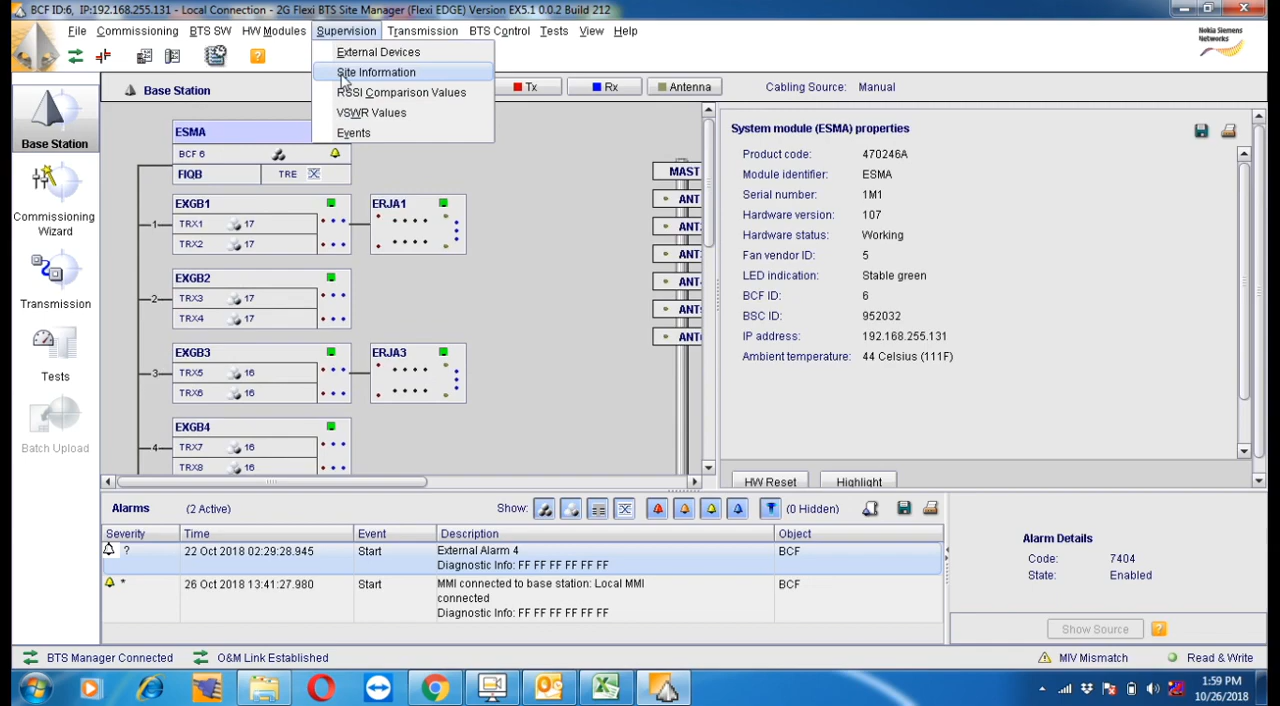 BCF ID:6, IP:192.168.255.131 - Local Connection - 2G Flexi BTS Site Manager (Flexi EDGE) Version EX5.1 0.0.2 Build 212
File Commissioning BTS SW HW Modules Supervision Transmission BTS Control Tests View Help
Nokia Siemens
Networks
External Devices
Site Information
RSSI Comparison Values
VSWR Values
Events
Base Station
Tx Rx Antenna Cabling Source: Manual
Base Station
Commissioning
Wizard
Transmission
Tests
Batch Upload
ESMA
BCF 6
FIQB TRE
EXGB1 ERJA1
1 TRX1 17
TRX2 17
EXGB2
2 TRX3 17
TRX4 17
EXGB3 ERJA3
3 TRX5 16
TRX6 16
EXGB4
4 TRX7 16
TRX8 16
MAST
ANT
ANT
ANT
ANT
ANT
ANT
System module (ESMA) properties
Product code: 470246A
Module identifier: ESMA
Serial number: 1M1
Hardware version: 107
Hardware status: Working
Fan vendor ID: 5
LED indication: Stable green
BCF ID: 6
BSC ID: 952032
IP address: 192.168.255.131
Ambient temperature: 44 Celsius (111F)
HW Reset Highlight
Alarms (2 Active) Show: (0 Hidden)
Severity Time Event Description Object
? 22 Oct 2018 02:29:28.945 Start External Alarm 4 BCF
Diagnostic Info: FF FF FF FF FF FF
* 26 Oct 2018 13:41:27.980 Start MMI connected to base station: Local MMI BCF
connected
Diagnostic Info: FF FF FF FF FF FF
Alarm Details
Code: 7404
State: Enabled
Show Source
BTS Manager Connected O&M Link Established MIV Mismatch Read & Write
1:59 PM
10/26/2018